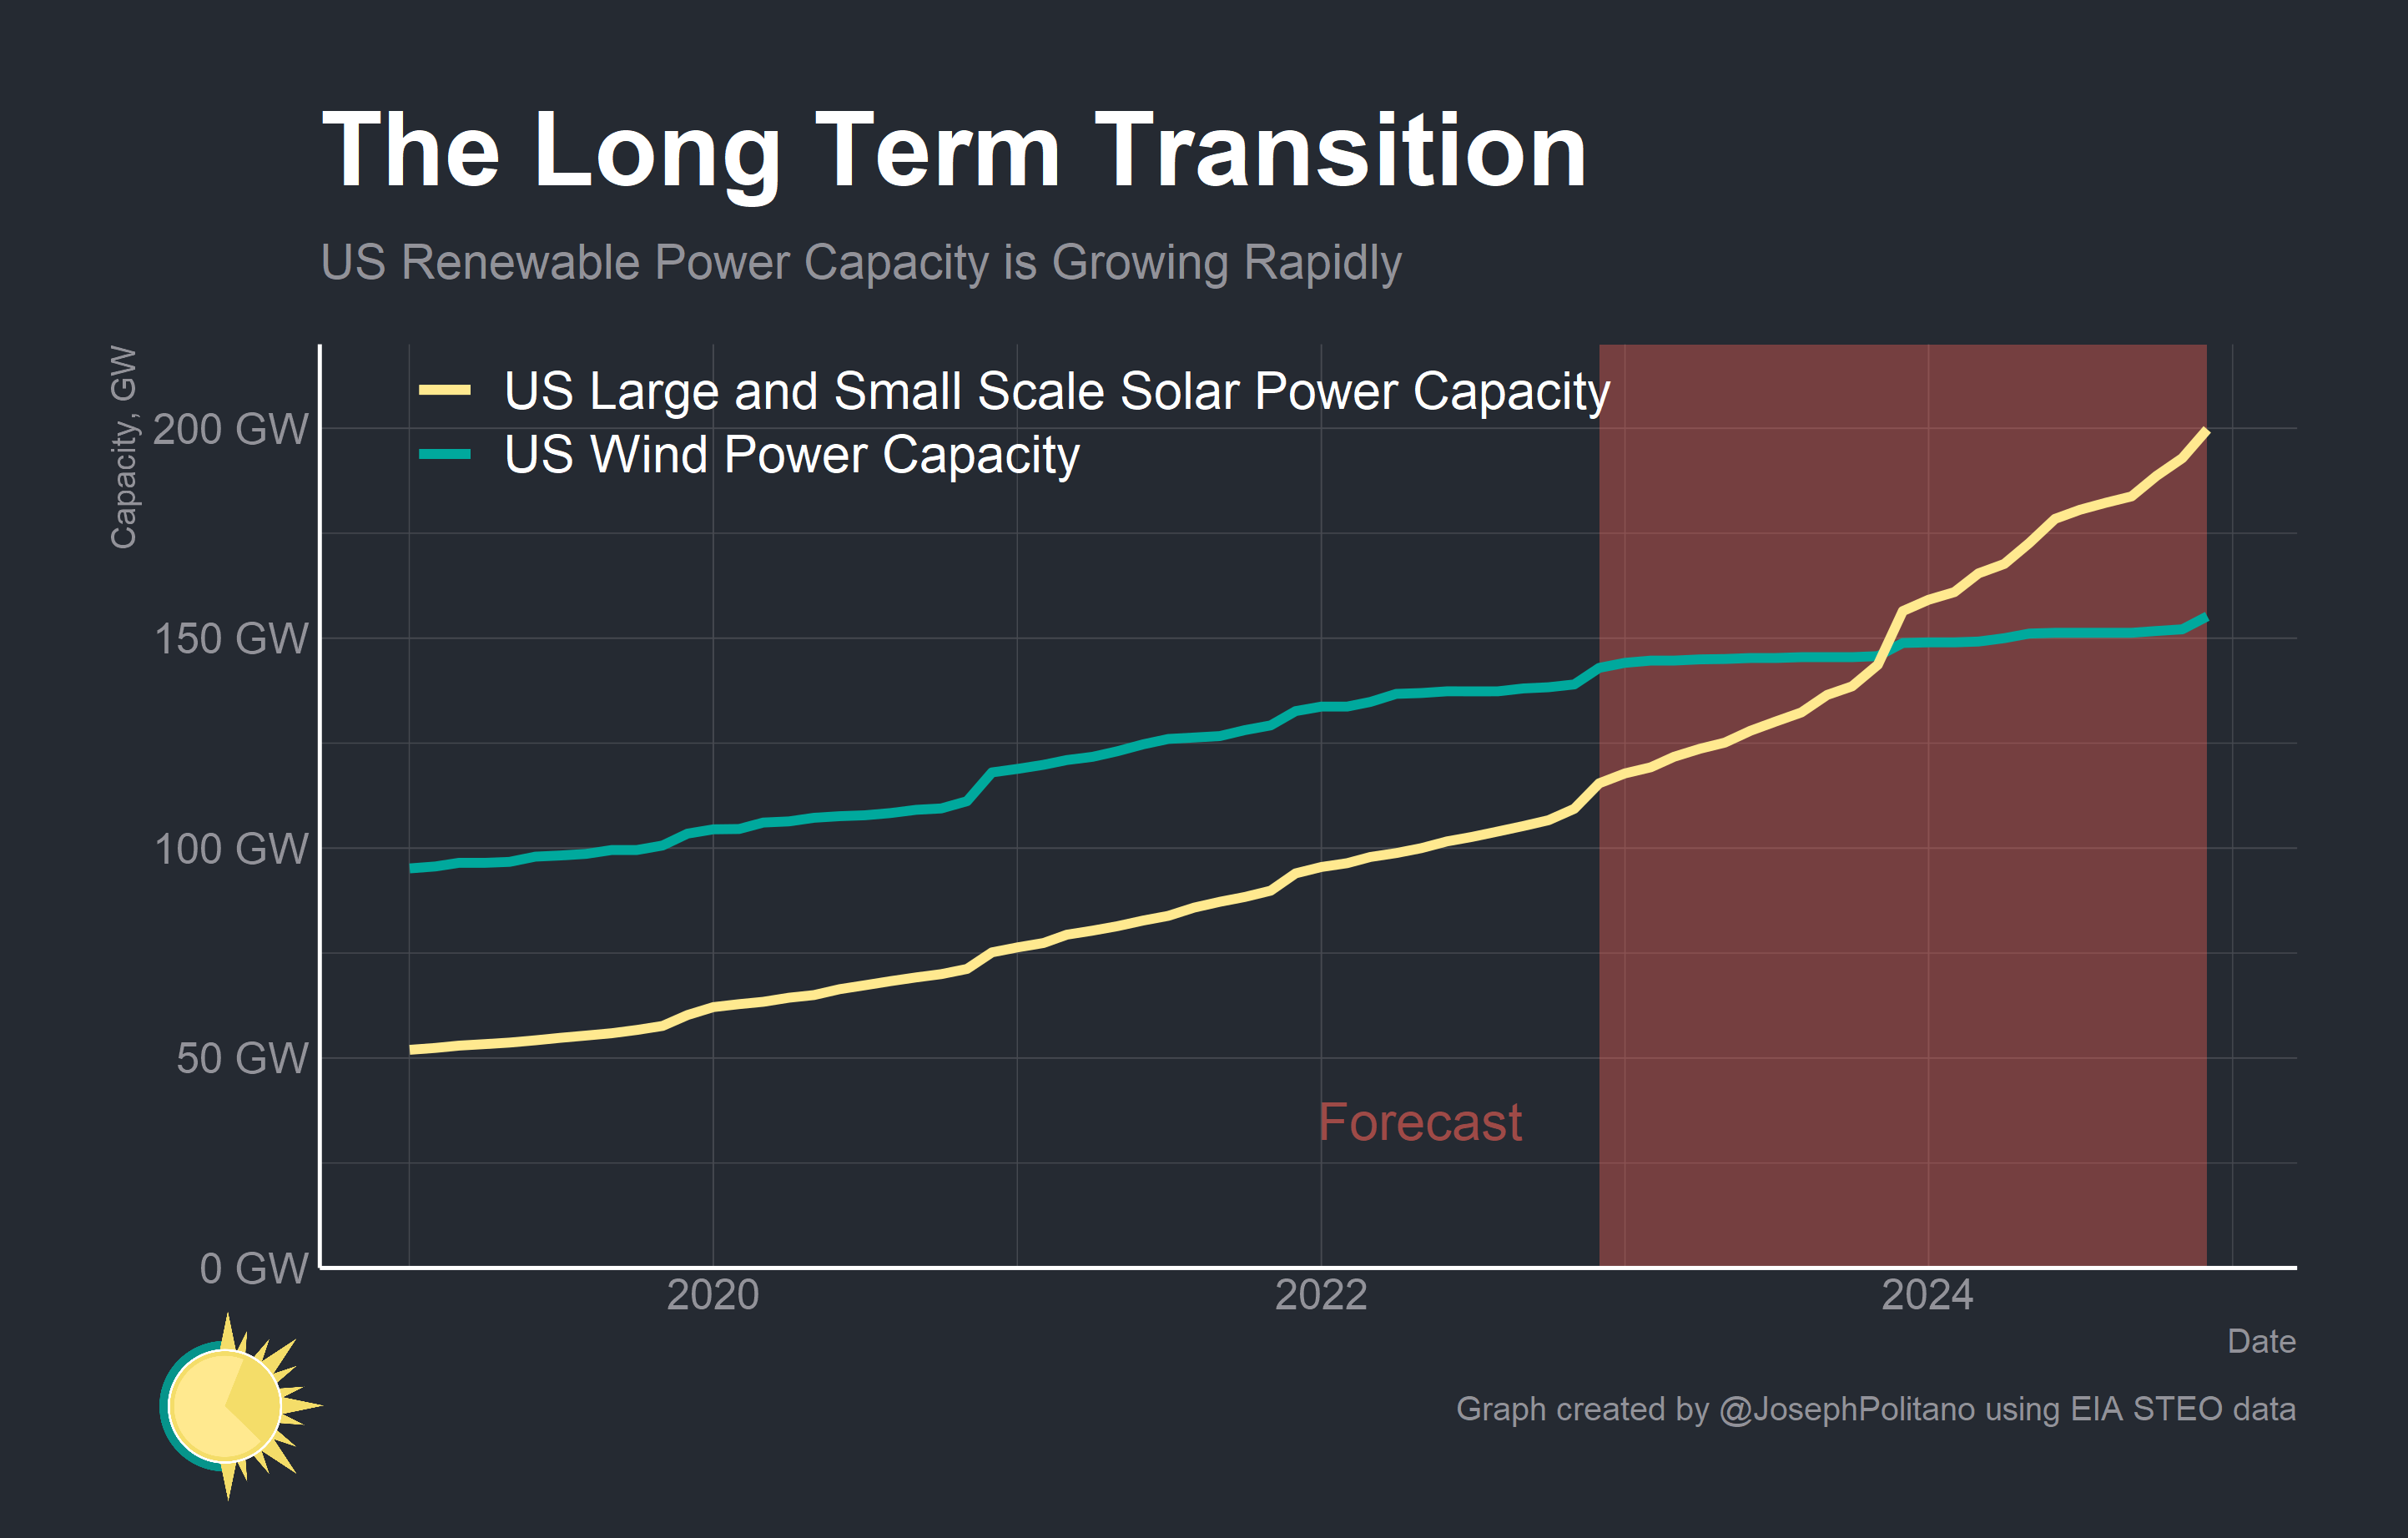 The Long Term Transition
US Renewable Power Capacity is Growing Rapidly
Capacity, GW
US Large and Small Scale Solar Power Capacity
US Wind Power Capacity
200 GW
150 GW
100 GW
50 GW
0 GW
Forecast
2020
2022
2024
Date
Graph created by @JosephPolitano using EIA STEO data